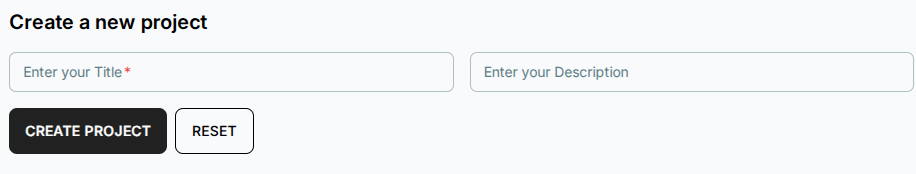 Create a new project
Enter your Title* Enter your Description
CREATE PROJECT RESET